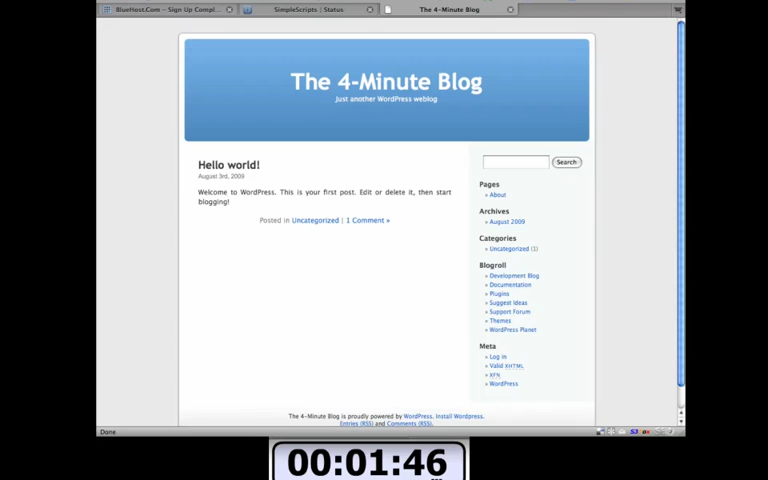 BlueHost.Com - Sign Up Compl...
SimpleScripts | Status
The 4-Minute Blog
The 4-Minute Blog
Just another WordPress weblog
Hello world!
August 3rd, 2009
Welcome to WordPress. This is your first post. Edit or delete it, then start
blogging!
Posted in Uncategorized | 1 Comment »
Search
Pages
» About
Archives
» August 2009
Categories
» Uncategorized (1)
Blogroll
» Development Blog
» Documentation
» Plugins
» Suggest Ideas
» Support Forum
» Themes
» WordPress Planet
Meta
» Log in
» Valid XHTML
» XFN
» WordPress
The 4-Minute Blog is proudly powered by WordPress. Install Wordpress.
Entries (RSS) and Comments (RSS).
Done
S3
00:01:46